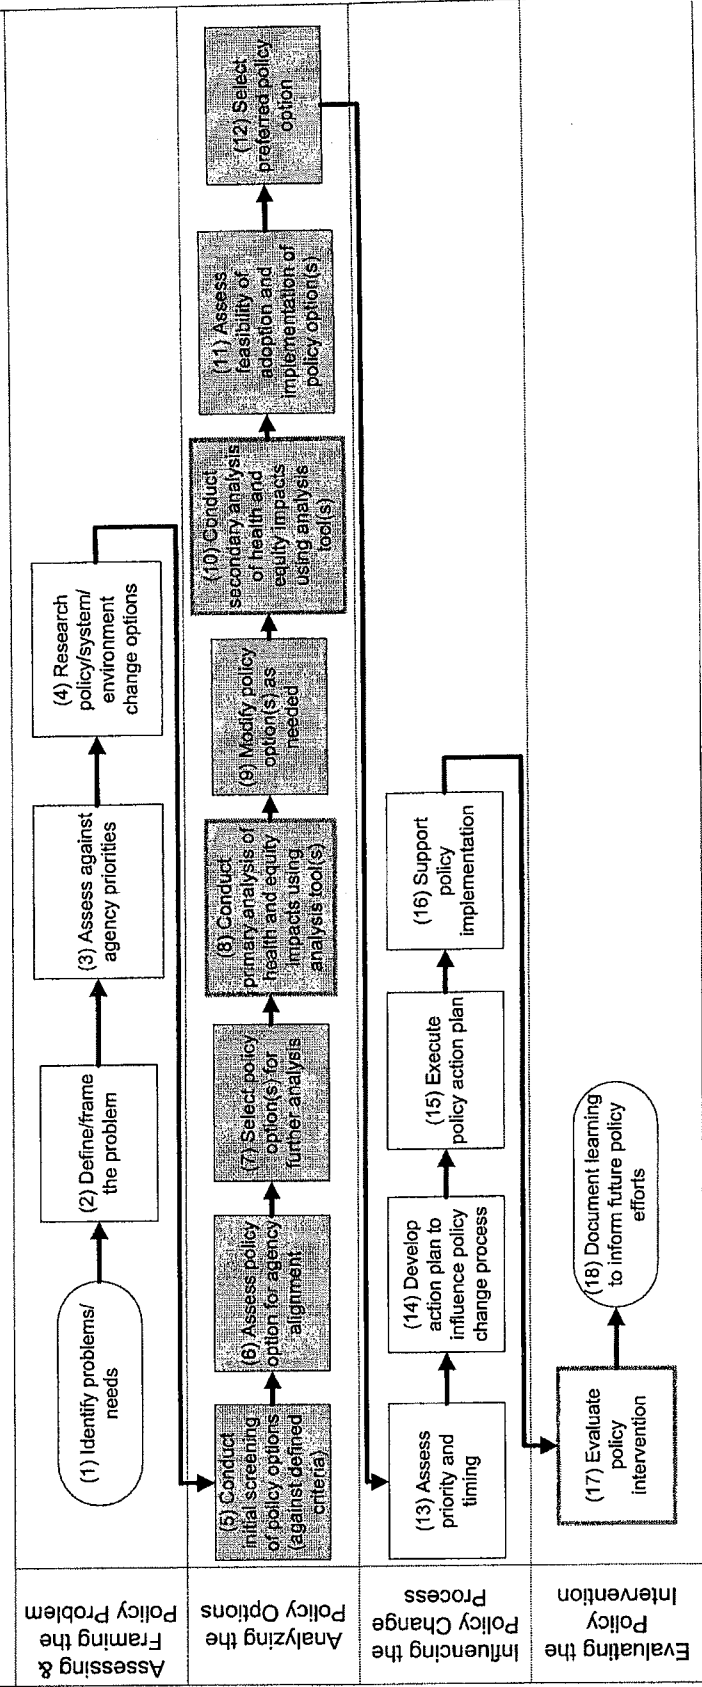 Assessing &
Framing the
Policy Problem
(1) Identify problems/
needs
(2) Define/frame
the problem
(3) Assess against
agency priorities
(4) Research
policy/system/
environment
change options
Analyzing the
Policy Options
(5) Conduct
initial screening
of policy options
(against defined
criteria)
(6) Assess policy
option for agency
alignment
(7) Select policy
option(s) for
further analysis
(8) Conduct
primary analysis of
health and equity
impacts using
analysis tool(s)
(9) Modify policy
option(s) as
needed
(10) Conduct
secondary analysis
of health and
equity impacts
using analysis
tool(s)
(11) Assess
feasibility of
adoption and
implementation of
policy option(s)
(12) Select
preferred policy
option
Influencing the
Policy Change
Process
(13) Assess
priority and
timing
(14) Develop
action plan to
influence policy
change process
(15) Execute
policy action plan
(16) Support
policy
implementation
Evaluating the
Policy
Intervention
(17) Evaluate
policy
intervention
(18) Document learning
to inform future policy
efforts